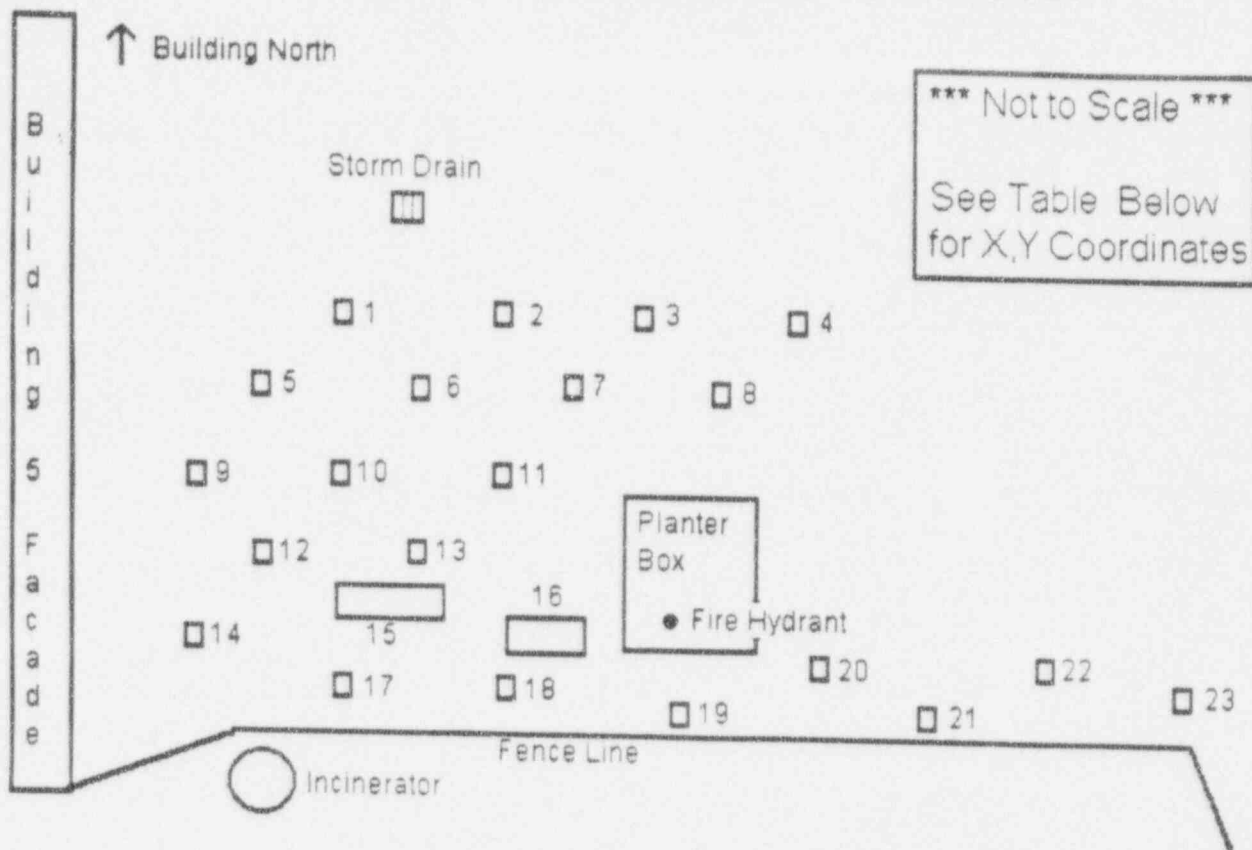 Building North
*** Not to Scale ***
See Table Below
for X,Y Coordinates
Building 5 Facade
Storm Drain
1
2
3
4
5
6
7
8
9
10
11
Planter
Box
12
13
16
Fire Hydrant
14
15
17
18
19
20
21
22
23
Fence Line
Incinerator